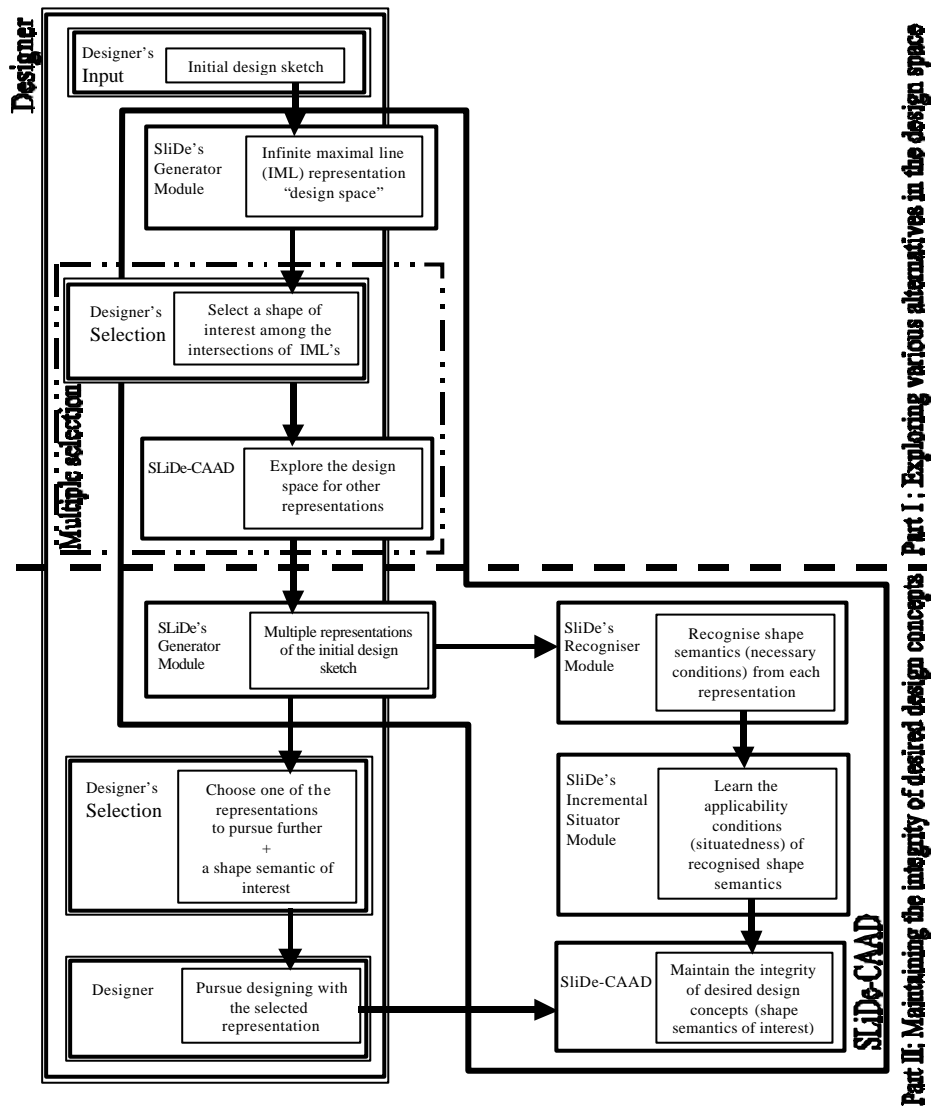 Designer
Designer's
Input
Initial design sketch
SliDe's
Generator
Module
Infinite maximal line
(IML) representation
“design space”
Multiple selection
Designer's
Selection
Select a shape of
interest among the
intersections of IML's
SLiDe-CAAD
Explore the design
space for other
representations
Part I : Exploring various alternatives in the design space
SLiDe's
Generator
Module
Multiple representations
of the initial design
sketch
SliDe's
Recogniser
Module
Recognise shape
semantics (necessary
conditions) from each
representation
Designer's
Selection
Choose one of the
representations
to pursue further
+
a shape semantic of
interest
SliDe's
Incremental
Situator
Module
Learn the
applicability
conditions
(situatedness) of
recognised shape
semantics
Designer
Pursue designing with
the selected
representation
SliDe-CAAD
Maintain the integrity
of desired design
concepts (shape
semantics of interest)
SLiDe-CAAD
Part II: Maintaining the integrity of desired design concepts